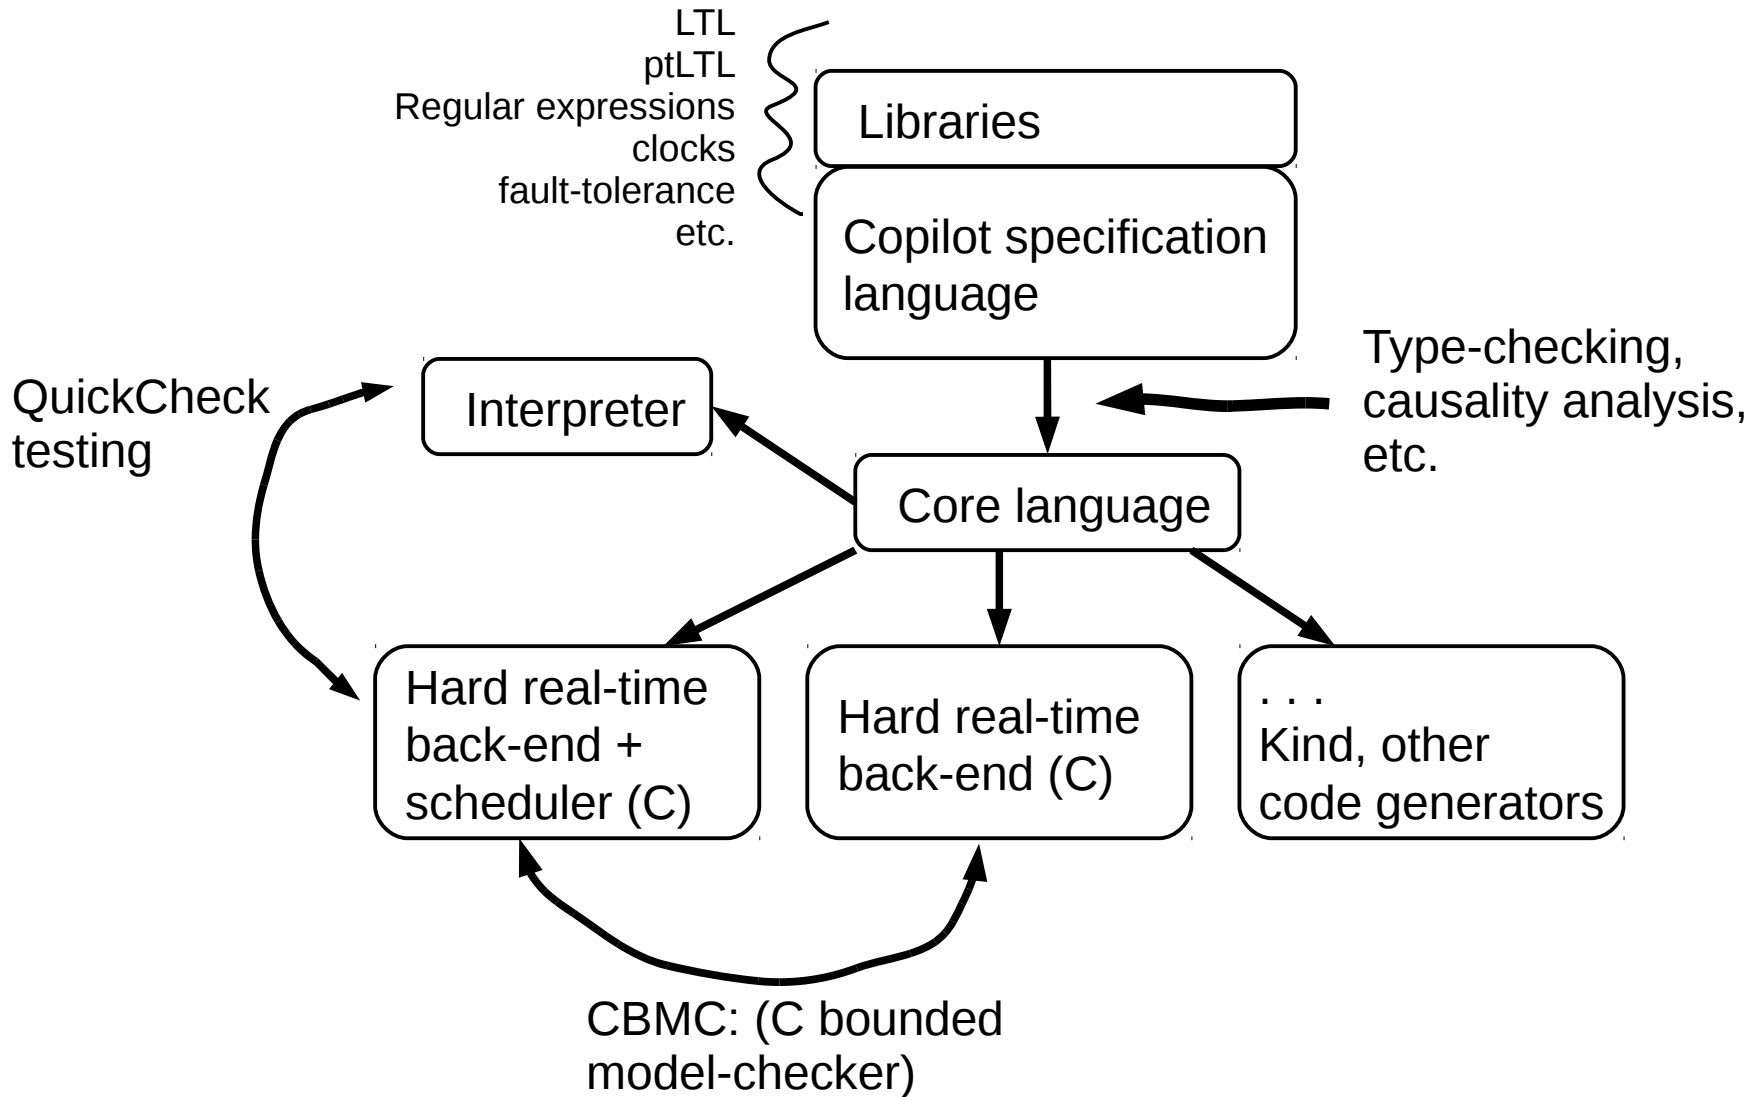 LTL
ptLTL
Regular expressions
clocks
fault-tolerance
etc.
Libraries
Copilot specification
language
Type-checking,
causality analysis,
etc.
QuickCheck
testing
Interpreter
Core language
Hard real-time
back-end +
scheduler (C)
Hard real-time
back-end (C)
. . .
Kind, other
code generators
CBMC: (C bounded
model-checker)